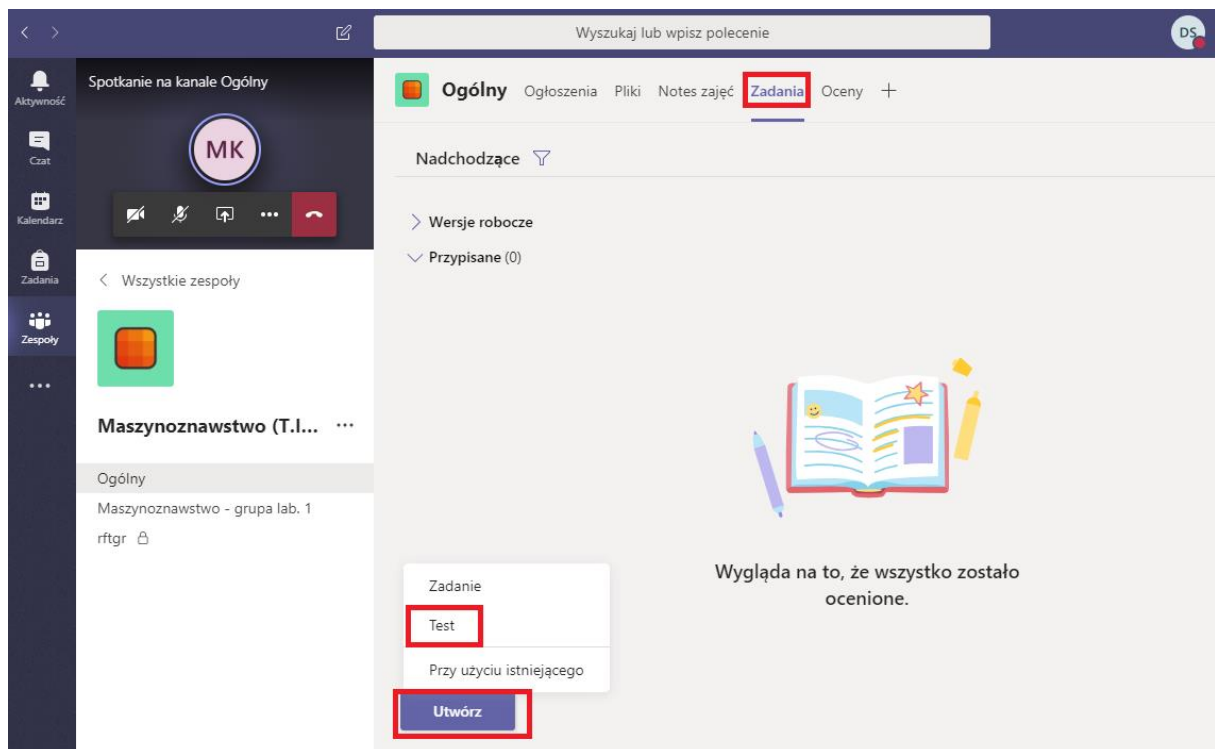 Wyszukaj lub wpisz polecenie
DS
Aktywność
Czat
Kalendarz
Zadania
Zespoły
Spotkanie na kanale Ogólny
MK
Wszystkie zespoły
Maszynoznawstwo (T.I...
Ogólny
Maszynoznawstwo - grupa lab. 1
rftgr
Ogólny Ogłoszenia Pliki Notes zajęć Zadania Oceny +
Nadchodzące
Wersje robocze
Przypisane (0)
Wygląda na to, że wszystko zostało
ocenione.
Zadanie
Test
Przy użyciu istniejącego
Utwórz